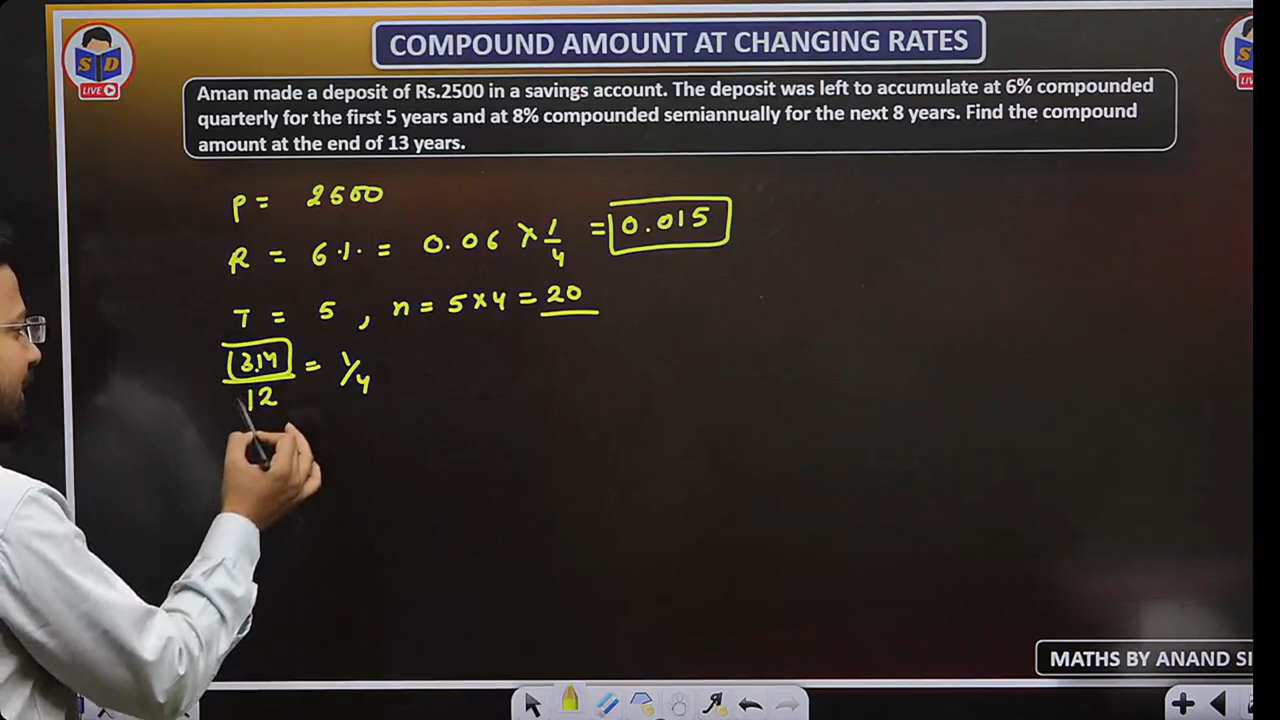 COMPOUND AMOUNT AT CHANGING RATES
S D
LIVE
Aman made a deposit of Rs.2500 in a savings account. The deposit was left to accumulate at 6% compounded
quarterly for the first 5 years and at 8% compounded semiannually for the next 8 years. Find the compound
amount at the end of 13 years.
P = 2500
R = 6% = 0.06 × 1/4 = 0.015
T = 5 , n = 5×4 = 20
= 1/4
12
MATHS BY ANAND SI